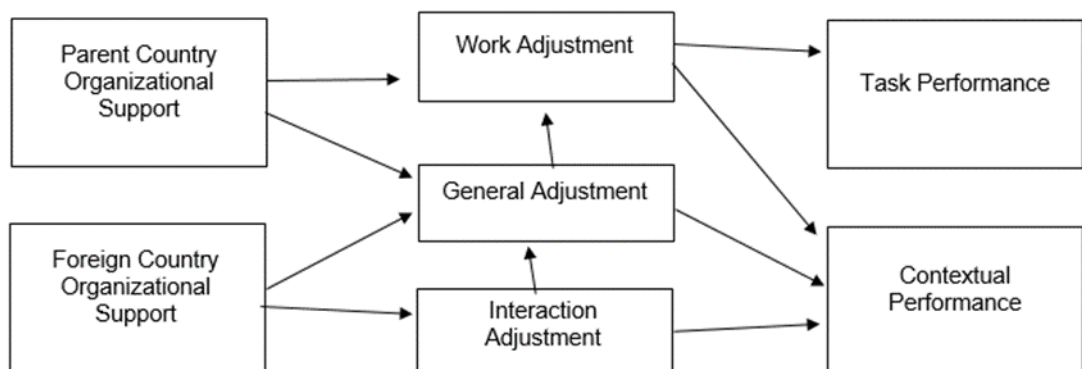 Parent Country
Organizational
Support
Work Adjustment
Task Performance
General Adjustment
Foreign Country
Organizational
Support
Interaction
Adjustment
Contextual
Performance